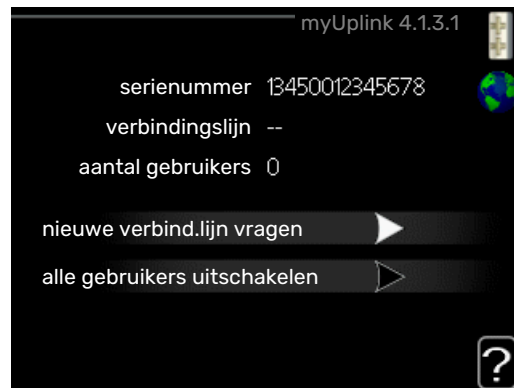 myUplink 4.1.3.1
serienummer 13450012345678
verbindingslijn --
aantal gebruikers 0
nieuwe verbind.lijn vragen
alle gebruikers uitschakelen
?